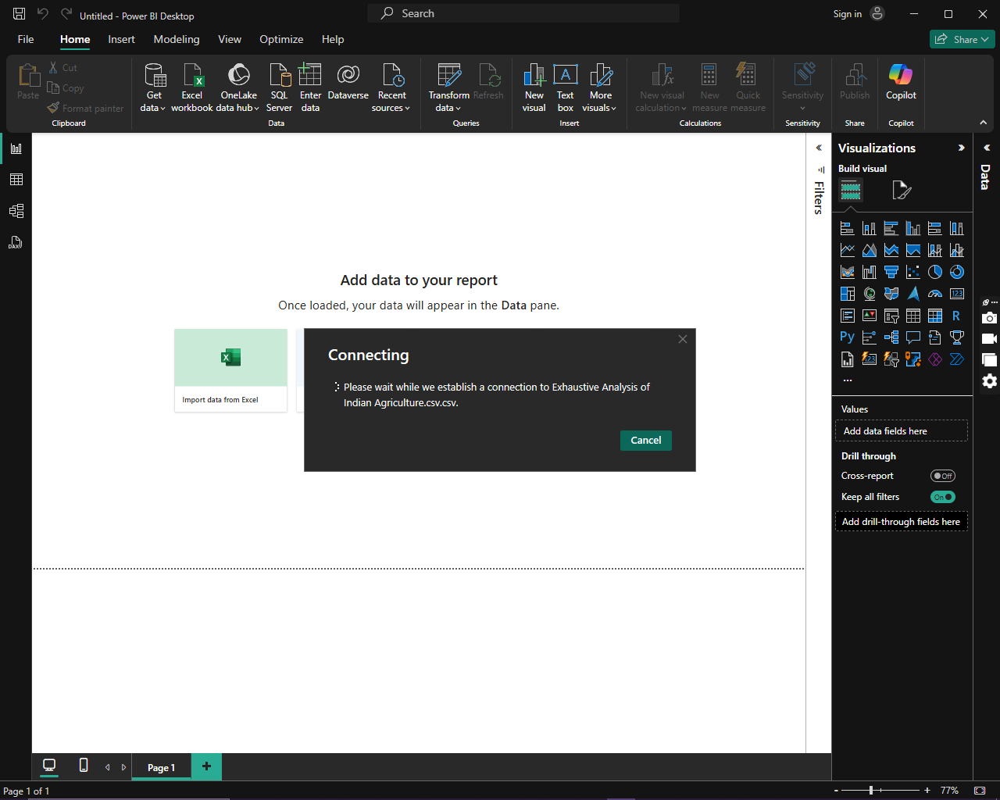 Untitled - Power BI Desktop
Search
Sign in
File Home Insert Modeling View Optimize Help
Share
Paste
Cut
Copy
Format painter
Clipboard
Get data
Excel workbook
OneLake data hub
SQL Server
Enter data
Dataverse
Recent sources
Data
Transform data
Refresh
Queries
New visual
Text box
More visuals
Insert
New visual calculation
New measure
Quick measure
Calculations
Sensitivity
Sensitivity
Publish
Share
Copilot
Copilot
Filters
Visualizations
Build visual
Data
Add data to your report
Once loaded, your data will appear in the Data pane.
Import data from Excel
Connecting
Please wait while we establish a connection to Exhaustive Analysis of
Indian Agriculture.csv.csv.
Cancel
123
R
Py
123
Values
Add data fields here
Drill through
Cross-report
Off
Keep all filters
On
Add drill-through fields here
DAX
Page 1
Page 1 of 1
77%